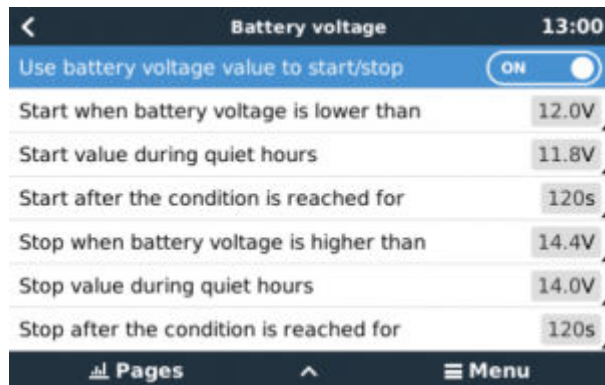 Battery voltage 13:00
Use battery voltage value to start/stop ON
Start when battery voltage is lower than 12.0V
Start value during quiet hours 11.8V
Start after the condition is reached for 120s
Stop when battery voltage is higher than 14.4V
Stop value during quiet hours 14.0V
Stop after the condition is reached for 120s
Pages Menu